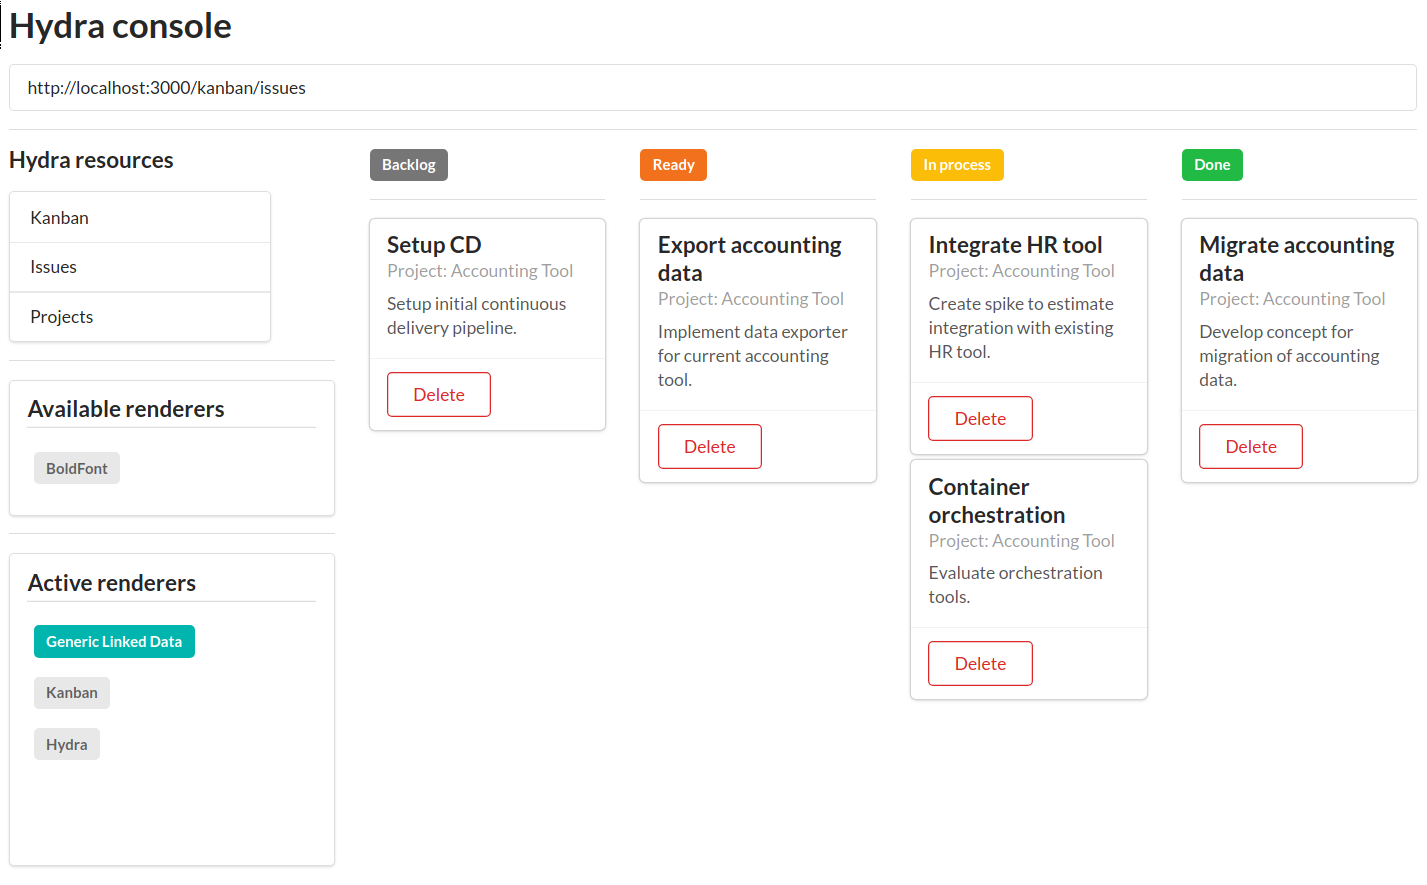 Hydra console
http://localhost:3000/kanban/issues
Hydra resources
Kanban
Issues
Projects
Available renderers
BoldFont
Active renderers
Generic Linked Data
Kanban
Hydra
Backlog
Setup CD
Project: Accounting Tool
Setup initial continuous
delivery pipeline.
Delete
Ready
Export accounting
data
Project: Accounting Tool
Implement data exporter
for current accounting
tool.
Delete
In process
Integrate HR tool
Project: Accounting Tool
Create spike to estimate
integration with existing
HR tool.
Delete
Container
orchestration
Project: Accounting Tool
Evaluate orchestration
tools.
Delete
Done
Migrate accounting
data
Project: Accounting Tool
Develop concept for
migration of accounting
data.
Delete